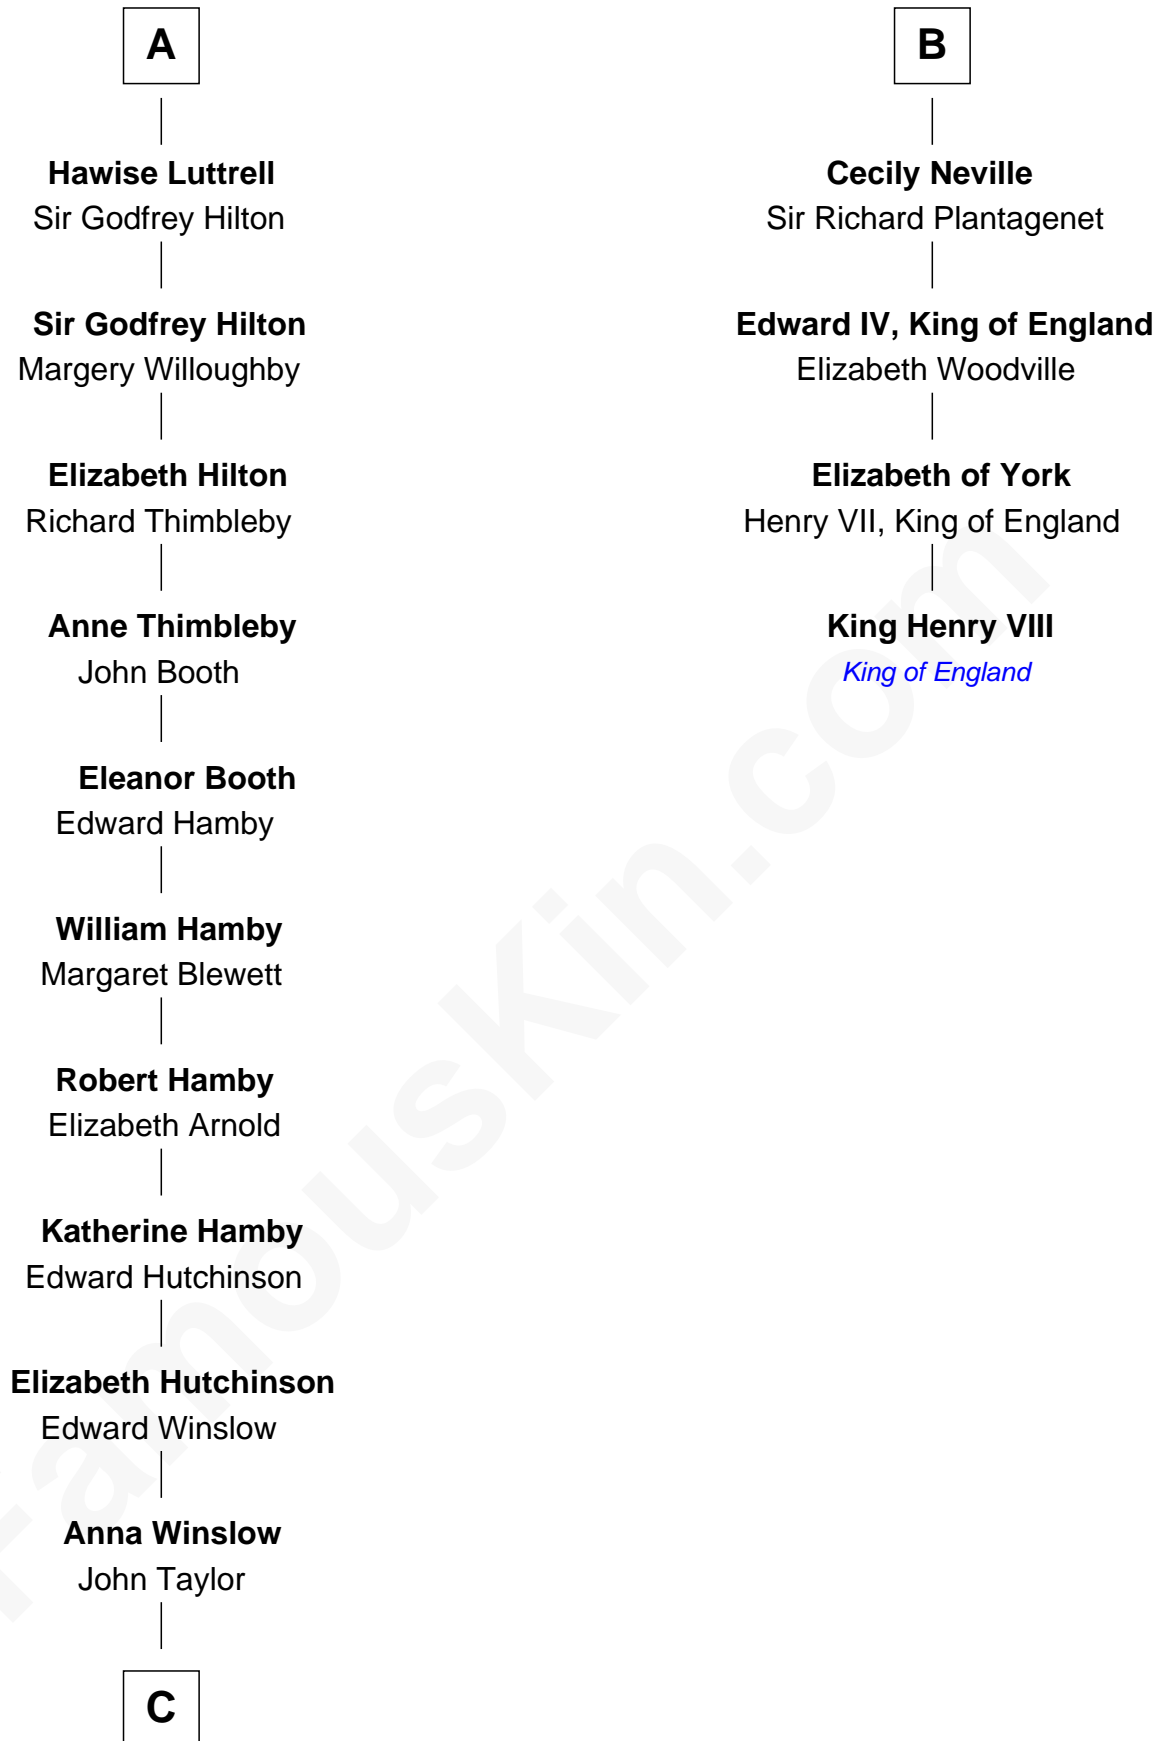 A
Hawise Luttrell
Sir Godfrey Hilton
Sir Godfrey Hilton
Margery Willoughby
Elizabeth Hilton
Richard Thimbleby
Anne Thimbleby
John Booth
Eleanor Booth
Edward Hamby
William Hamby
Margaret Blewett
Robert Hamby
Elizabeth Arnold
Katherine Hamby
Edward Hutchinson
Elizabeth Hutchinson
Edward Winslow
Anna Winslow
John Taylor
C
B
Cecily Neville
Sir Richard Plantagenet
Edward IV, King of England
Elizabeth Woodville
Elizabeth of York
Henry VII, King of England
King Henry VIII
King of England
FamousKin.com